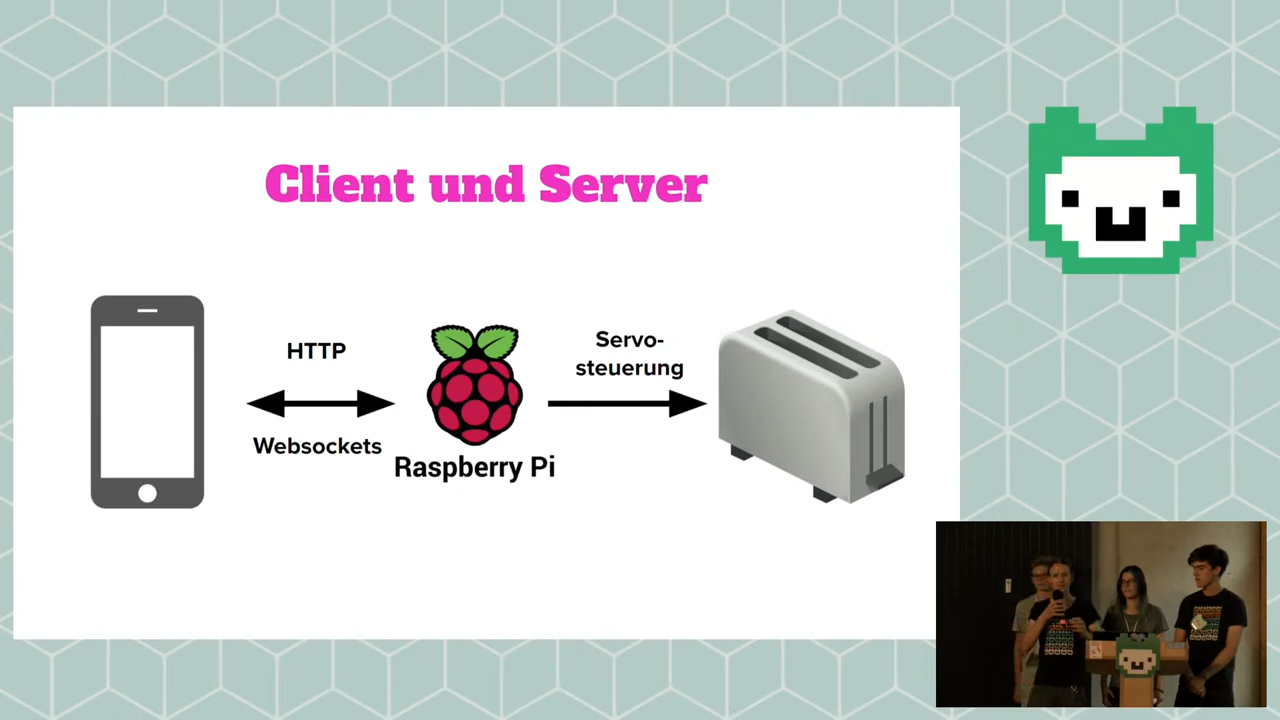 Client und Server
HTTP
Websockets
Raspberry Pi
Servo-
steuerung